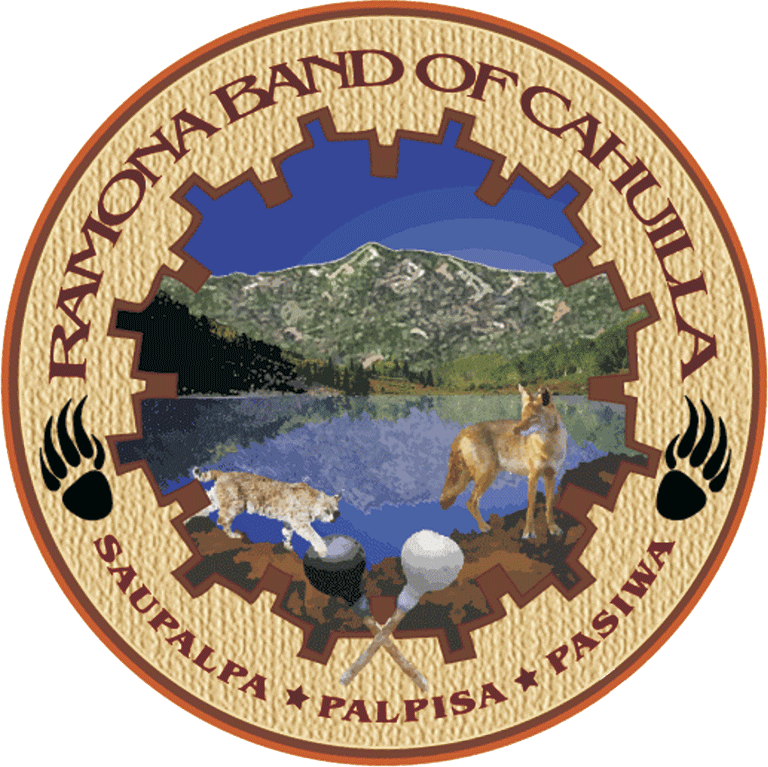 RAMONA BAND OF CAHUILLA
SAUPALPA ★ PALPISA ★ PASIWA